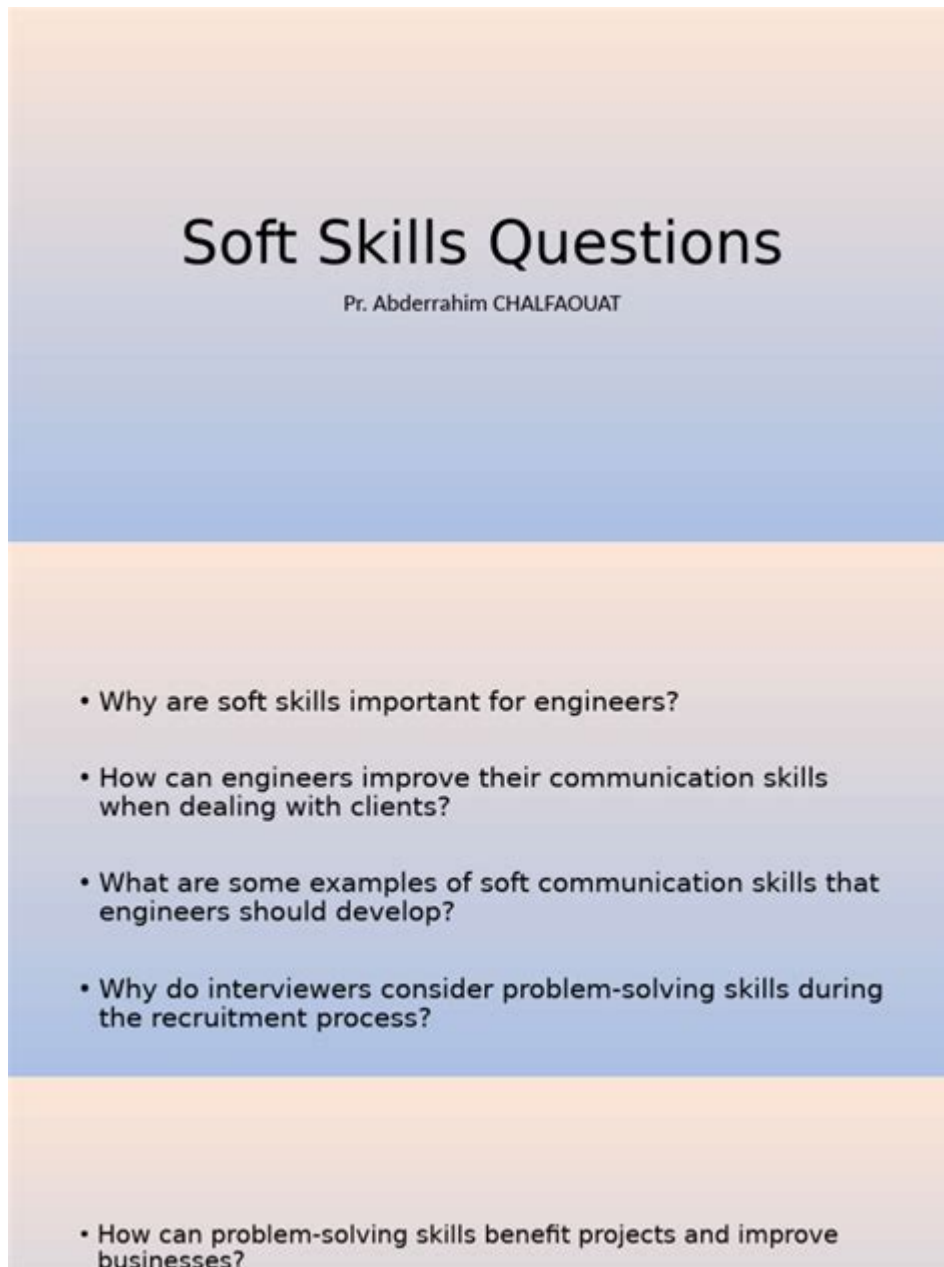 Soft Skills Questions
Pr. Abderrahim CHALFAOUAT
• Why are soft skills important for engineers?
• How can engineers improve their communication skills
when dealing with clients?
• What are some examples of soft communication skills that
engineers should develop?
• Why do interviewers consider problem-solving skills during
the recruitment process?
• How can problem-solving skills benefit projects and improve
businesses?